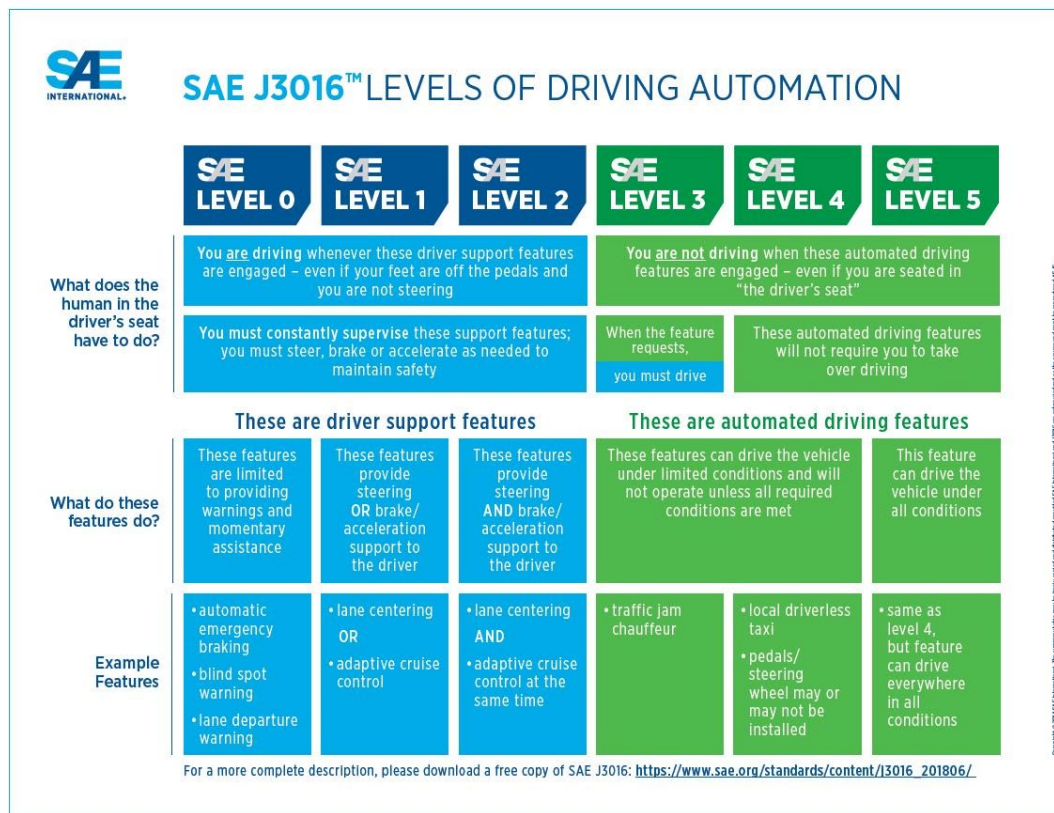 SAE
INTERNATIONAL®
SAE J3016™ LEVELS OF DRIVING AUTOMATION
SAE
LEVEL 0
SAE
LEVEL 1
SAE
LEVEL 2
SAE
LEVEL 3
SAE
LEVEL 4
SAE
LEVEL 5
What does the
human in the
driver's seat
have to do?
You are driving whenever these driver support features
are engaged – even if your feet are off the pedals and
you are not steering
You are not driving when these automated driving
features are engaged – even if you are seated in
"the driver's seat"
You must constantly supervise these support features;
you must steer, brake or accelerate as needed to
maintain safety
When the feature
requests,
you must drive
These automated driving features
will not require you to take
over driving
These are driver support features
These are automated driving features
What do these
features do?
These features
are limited
to providing
warnings and
momentary
assistance
These features
provide
steering
OR brake/
acceleration
support to
the driver
These features
provide
steering
AND brake/
acceleration
support to
the driver
These features can drive the vehicle
under limited conditions and will
not operate unless all required
conditions are met
This feature
can drive the
vehicle under
all conditions
Example
Features
• automatic
emergency
braking
• blind spot
warning
• lane departure
warning
• lane centering
OR
• adaptive cruise
control
• lane centering
AND
• adaptive cruise
control at the
same time
• traffic jam
chauffeur
• local driverless
taxi
• pedals/
steering
wheel may or
may not be
installed
• same as
level 4,
but feature
can drive
everywhere
in all
conditions
For a more complete description, please download a free copy of SAE J3016: https://www.sae.org/standards/content/j3016_201806/